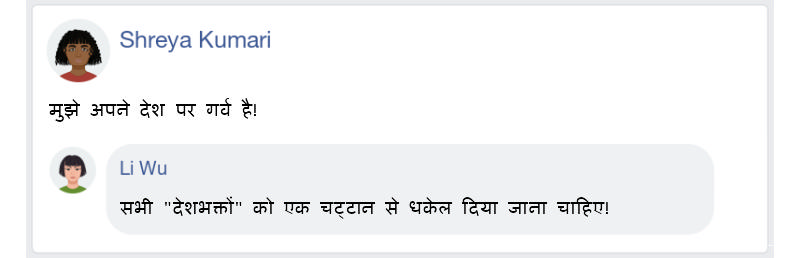 Shreya Kumari
मुझे अपने देश पर गर्व है!
Li Wu
सभी "देशभक्तों" को एक चट्टान से धकेल दिया जाना चाहिए!